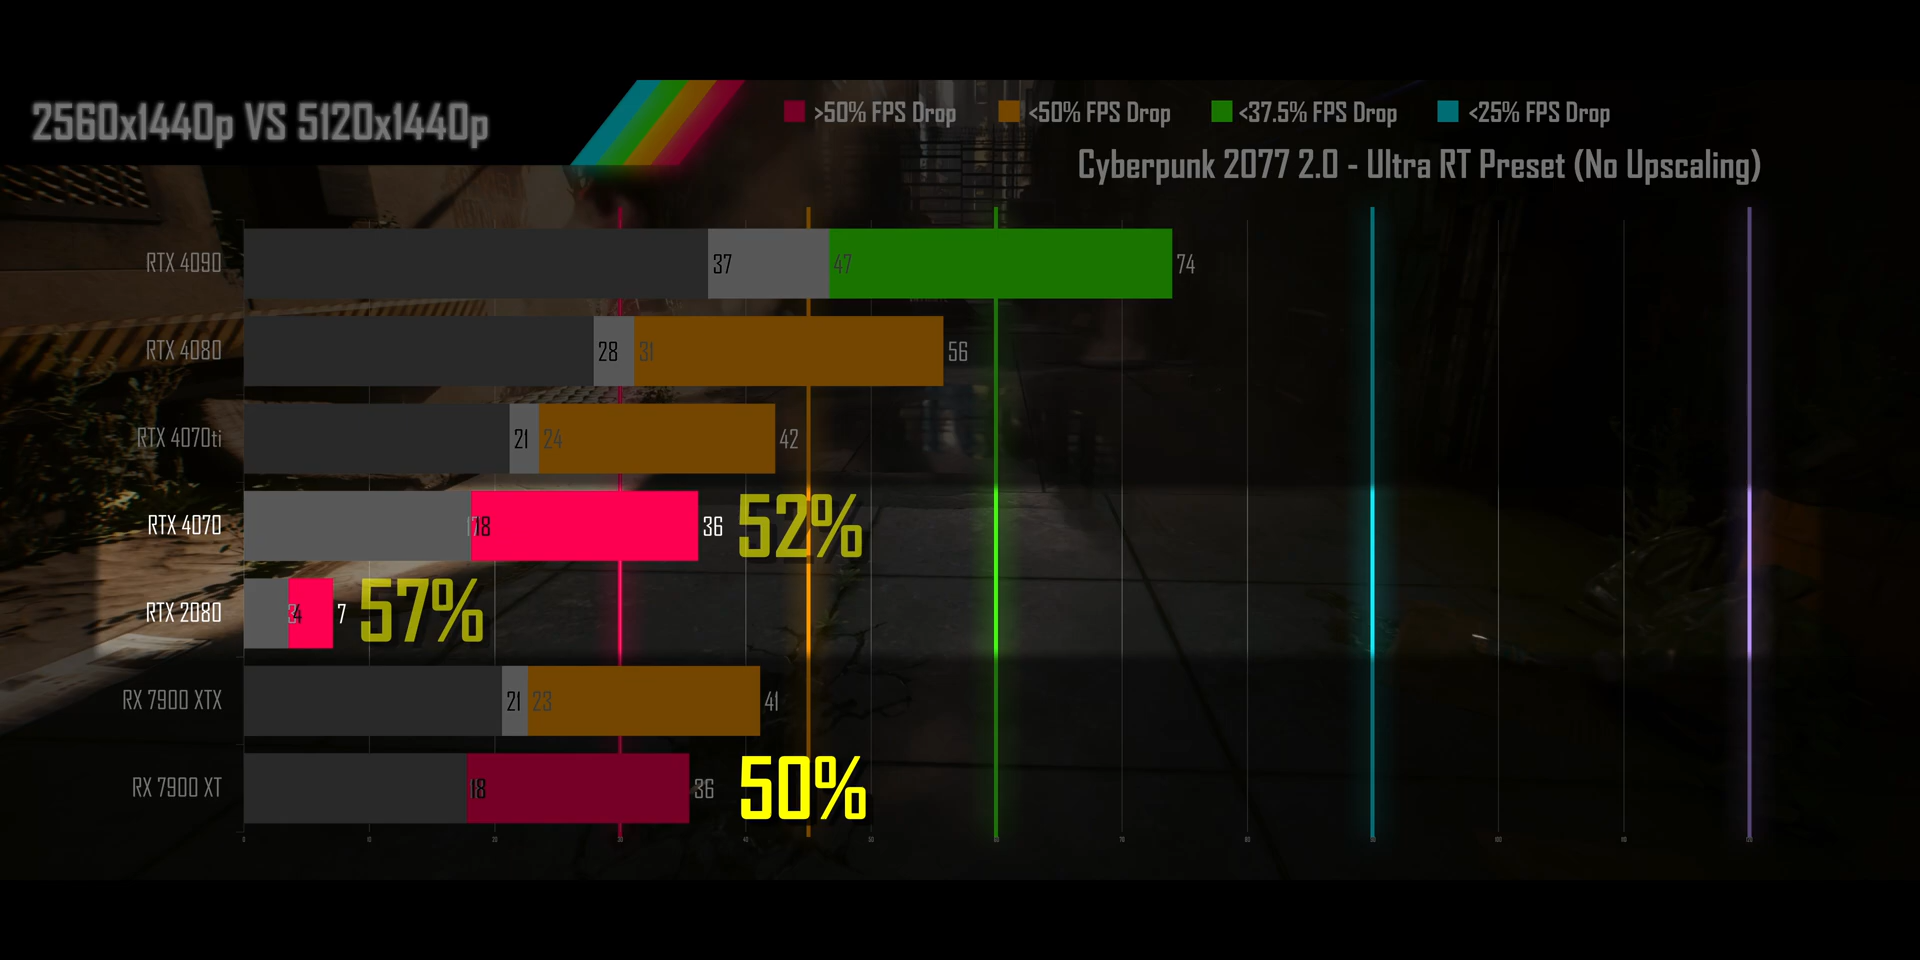 2560x1440p VS 5120x1440p
>50% FPS Drop <50% FPS Drop <37.5% FPS Drop <25% FPS Drop
Cyberpunk 2077 2.0 - Ultra RT Preset (No Upscaling)
RTX 4090 37 47 74
RTX 4080 28 31 56
RTX 4070ti 21 24 42
RTX 4070 18 36 52%
RTX 2080 4 7 57%
RX 7900 XTX 21 23 41
RX 7900 XT 18 36 50%